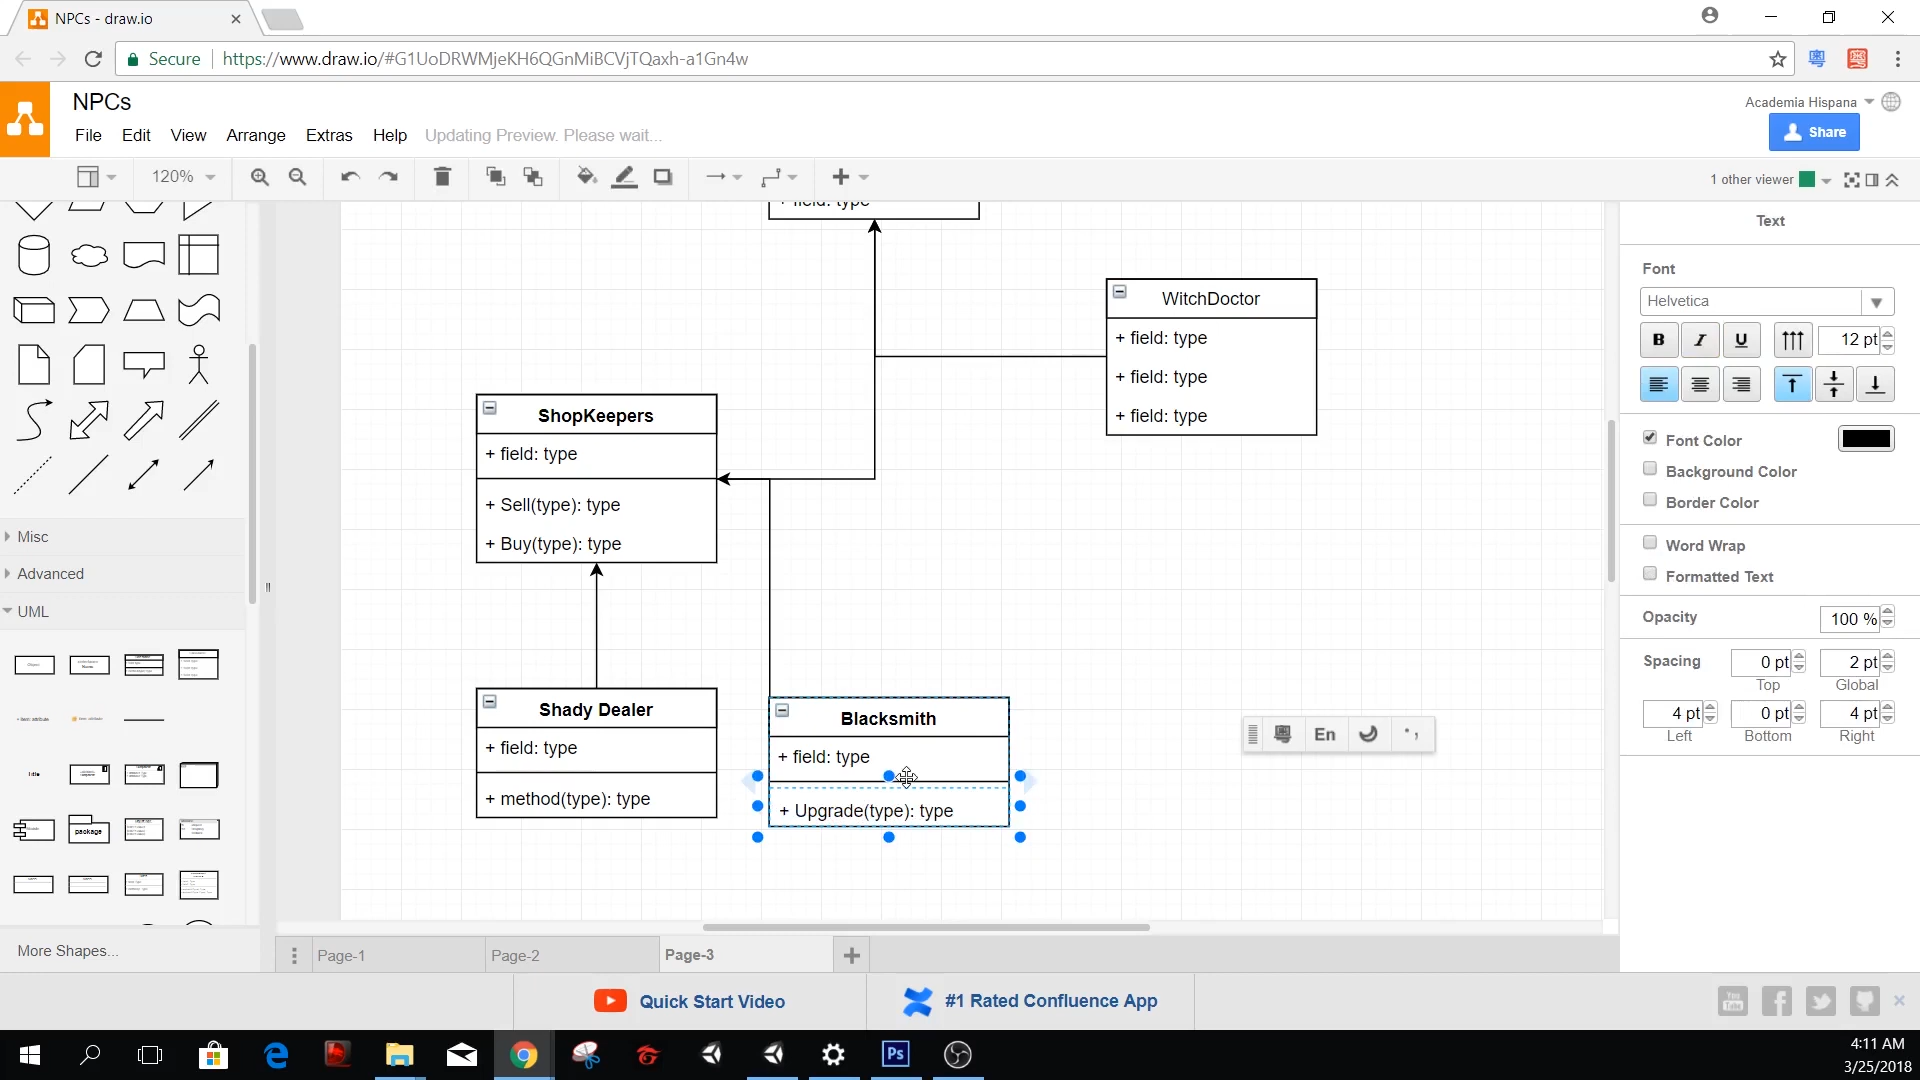 NPCs - draw.io
Secure
https://www.draw.io/#G1UoDRWMjeKH6QGnMiBCVjTQaxh-a1Gn4w
NPCs
Academia Hispana
File Edit View Arrange Extras Help Updating Preview. Please wait...
Share
120%
1 other viewer
+ field: type
Text
Font
Helvetica
B I U 12 pt
Font Color
Background Color
Border Color
Word Wrap
Formatted Text
Opacity 100 %
Spacing 0 pt 2 pt
Top Global
4 pt 0 pt 4 pt
Left Bottom Right
WitchDoctor
+ field: type
+ field: type
+ field: type
ShopKeepers
+ field: type
+ Sell(type): type
+ Buy(type): type
Shady Dealer
+ field: type
+ method(type): type
Blacksmith
+ field: type
+ Upgrade(type): type
En
Misc
Advanced
UML
Title
package
More Shapes...
Page-1
Page-2
Page-3
Quick Start Video
#1 Rated Confluence App
You
Tube
Ps
4:11 AM
3/25/2018